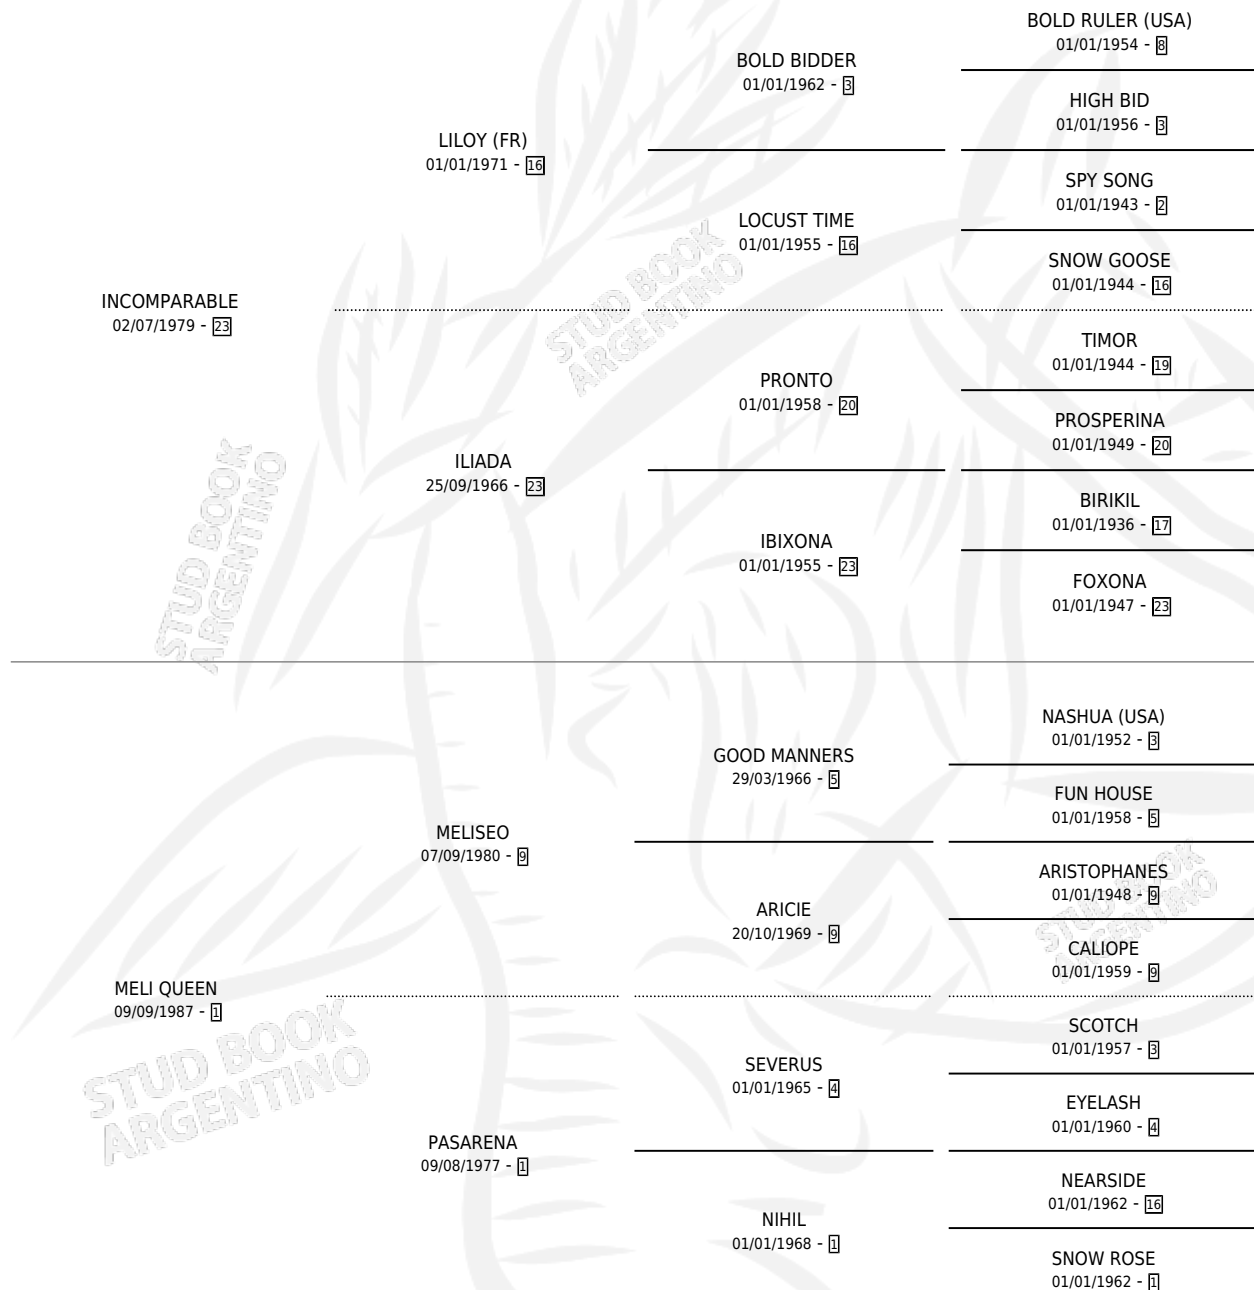 BOLD RULER (USA)
01/01/1954 - 8
BOLD BIDDER
01/01/1962 - 3
HIGH BID
01/01/1956 - 3
LILOY (FR)
01/01/1971 - 16
SPY SONG
01/01/1943 - 2
LOCUST TIME
01/01/1955 - 16
SNOW GOOSE
01/01/1944 - 16
STUD BOOK
ARGENTINO
INCOMPARABLE
02/07/1979 - 23
TIMOR
01/01/1944 - 19
PRONTO
01/01/1958 - 20
PROSPERINA
01/01/1949 - 20
ILIADA
25/09/1966 - 23
BIRIKIL
01/01/1936 - 17
IBIXONA
01/01/1955 - 23
FOXONA
01/01/1947 - 23
STUD BOOK
ARGENTINO
NASHUA (USA)
01/01/1952 - 3
GOOD MANNERS
29/03/1966 - 5
FUN HOUSE
01/01/1958 - 5
MELISEO
07/09/1980 - 9
ARISTOPHANES
01/01/1948 - 9
ARICIE
20/10/1969 - 9
STUD BOOK
ARGENTINO
CALIOPE
01/01/1959 - 9
MELI QUEEN
09/09/1987 - 1
SCOTCH
01/01/1957 - 3
SEVERUS
01/01/1965 - 4
STUD BOOK
ARGENTINO
EYELASH
01/01/1960 - 4
PASARENA
09/08/1977 - 1
NEARSIDE
01/01/1962 - 16
NIHIL
01/01/1968 - 1
SNOW ROSE
01/01/1962 - 1